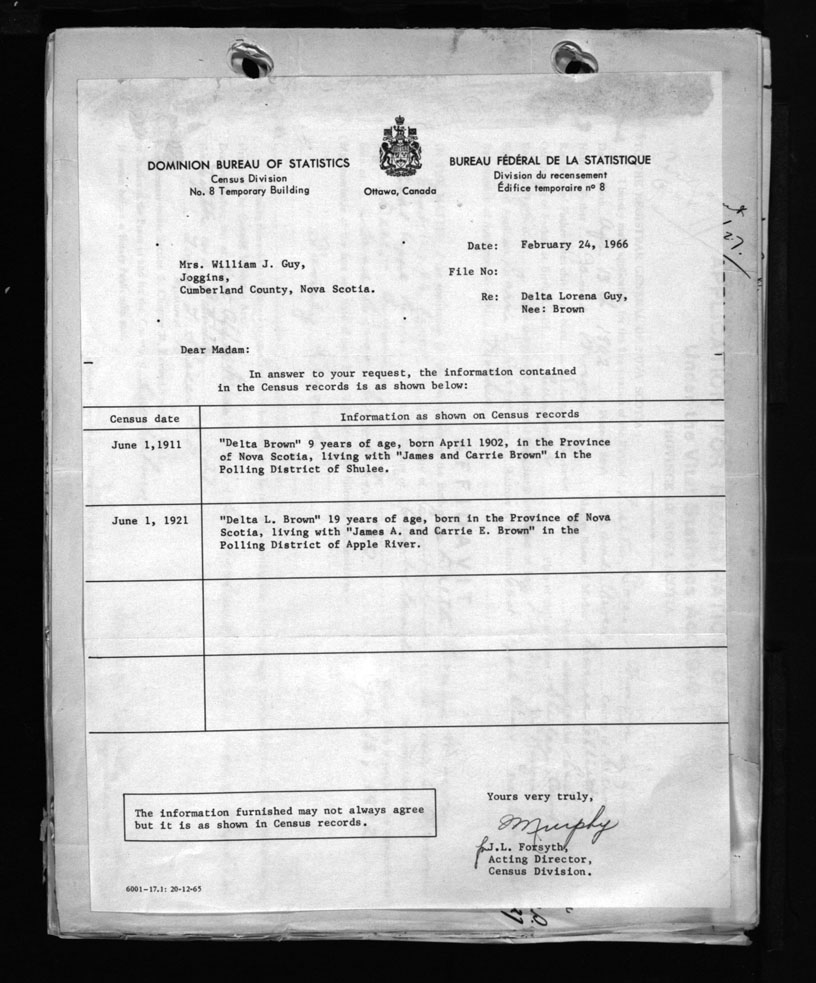 DOMINION BUREAU OF STATISTICS
Census Division
No. 8 Temporary Building
Ottawa, Canada
BUREAU FÉDÉRAL DE LA STATISTIQUE
Division du recensement
Édifice temporaire nº 8
Date: February 24, 1966
Mrs. William J. Guy,
Joggins,
Cumberland County, Nova Scotia.
File No:
Re: Delta Lorena Guy,
Nee: Brown
Dear Madam:
In answer to your request, the information contained
in the Census records is as shown below:
Census date Information as shown on Census records
June 1,1911 "Delta Brown" 9 years of age, born April 1902, in the Province
of Nova Scotia, living with "James and Carrie Brown" in the
Polling District of Shulee.
June 1, 1921 "Delta L. Brown" 19 years of age, born in the Province of Nova
Scotia, living with "James A. and Carrie E. Brown" in the
Polling District of Apple River.
The information furnished may not always agree
but it is as shown in Census records.
Yours very truly,
Murphy
J.L. Forsyth,
Acting Director,
Census Division.
6001-17.1: 20-12-65